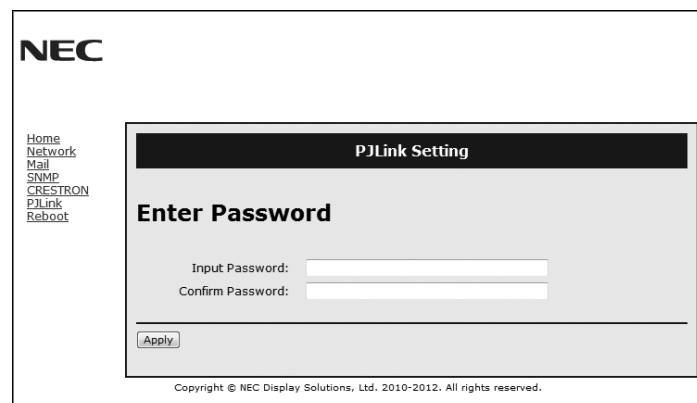 NEC
Home
Network
Mail
SNMP
CRESTRON
PJLink
Reboot
PJLink Setting
Enter Password
Input Password:
Confirm Password:
Apply
Copyright © NEC Display Solutions, Ltd. 2010-2012. All rights reserved.